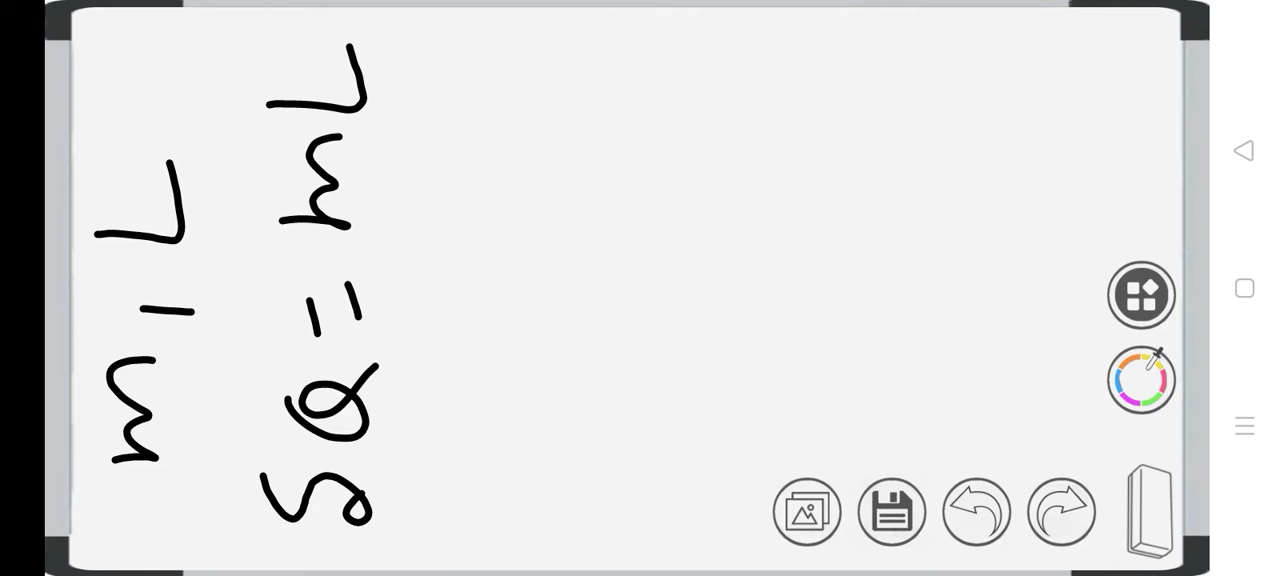 m, L
δQ = mL